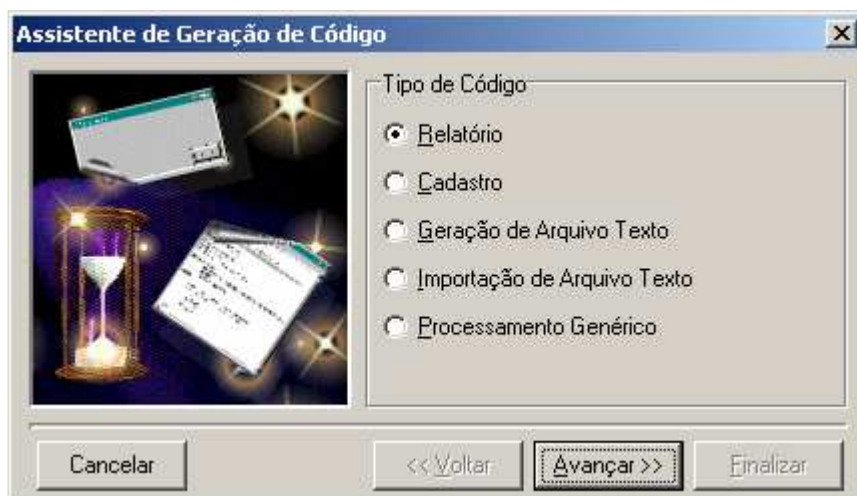 Assistente de Geração de Código
Tipo de Código
Relatório
Cadastro
Geração de Arquivo Texto
Importação de Arquivo Texto
Processamento Genérico
Cancelar
<< Voltar
Avançar >>
Finalizar